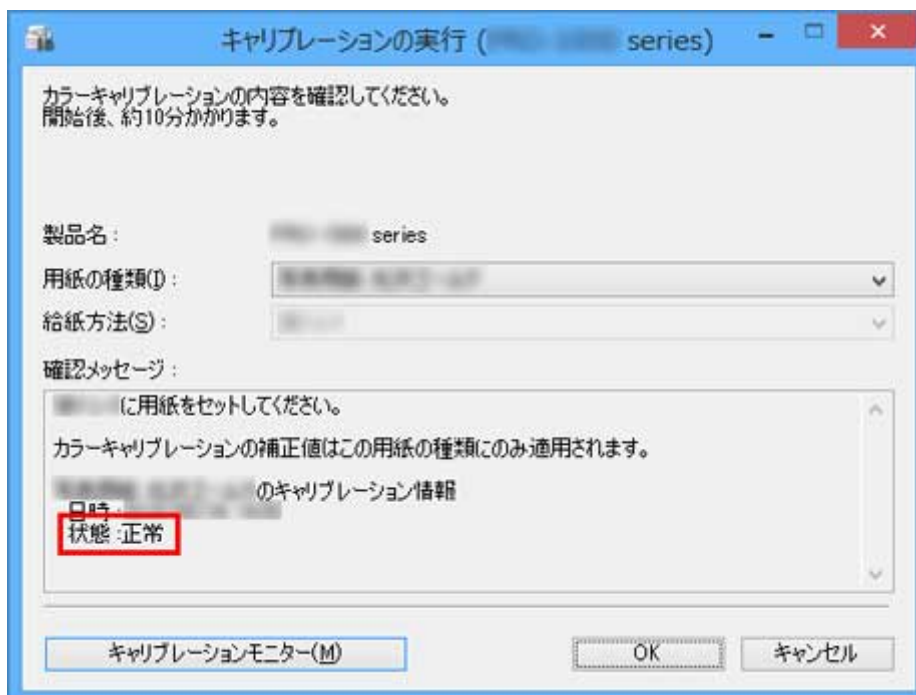 キャリブレーションの実行 ( series)
カラーキャリブレーションの内容を確認してください。
開始後、約10分かかります。
製品名 : series
用紙の種類(I) :
給紙方法(S) :
確認メッセージ :
に用紙をセットしてください。
カラーキャリブレーションの補正値はこの用紙の種類にのみ適用されます。
のキャリブレーション情報
日時 :
状態 :正常
キャリブレーションモニター(M)
OK
キャンセル